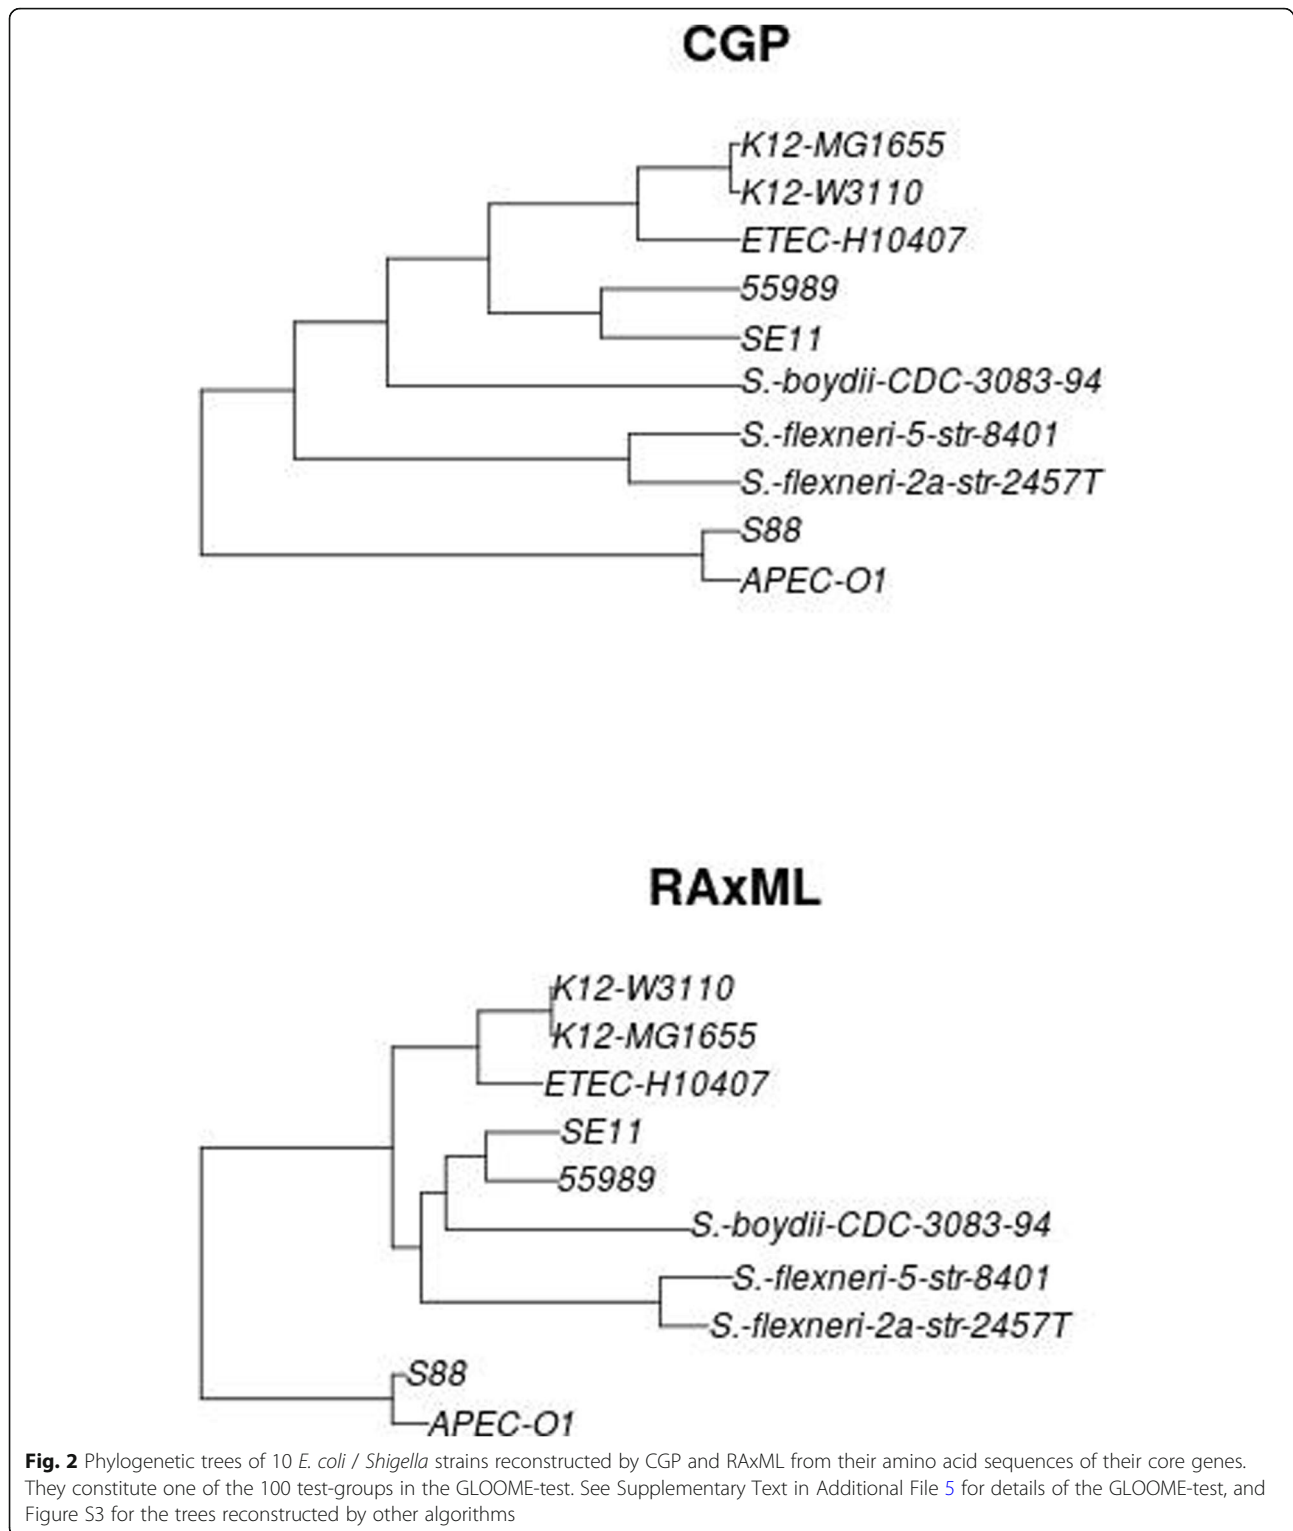 CGP
K12-MG1655
K12-W3110
ETEC-H10407
55989
SE11
S.-boydii-CDC-3083-94
S.-flexneri-5-str-8401
S.-flexneri-2a-str-2457T
S88
APEC-O1
RAxML
K12-W3110
K12-MG1655
ETEC-H10407
SE11
55989
S.-boydii-CDC-3083-94
S.-flexneri-5-str-8401
S.-flexneri-2a-str-2457T
S88
APEC-O1
Fig. 2 Phylogenetic trees of 10 E. coli / Shigella strains reconstructed by CGP and RAxML from their amino acid sequences of their core genes.
They constitute one of the 100 test-groups in the GLOOME-test. See Supplementary Text in Additional File 5 for details of the GLOOME-test, and
Figure S3 for the trees reconstructed by other algorithms